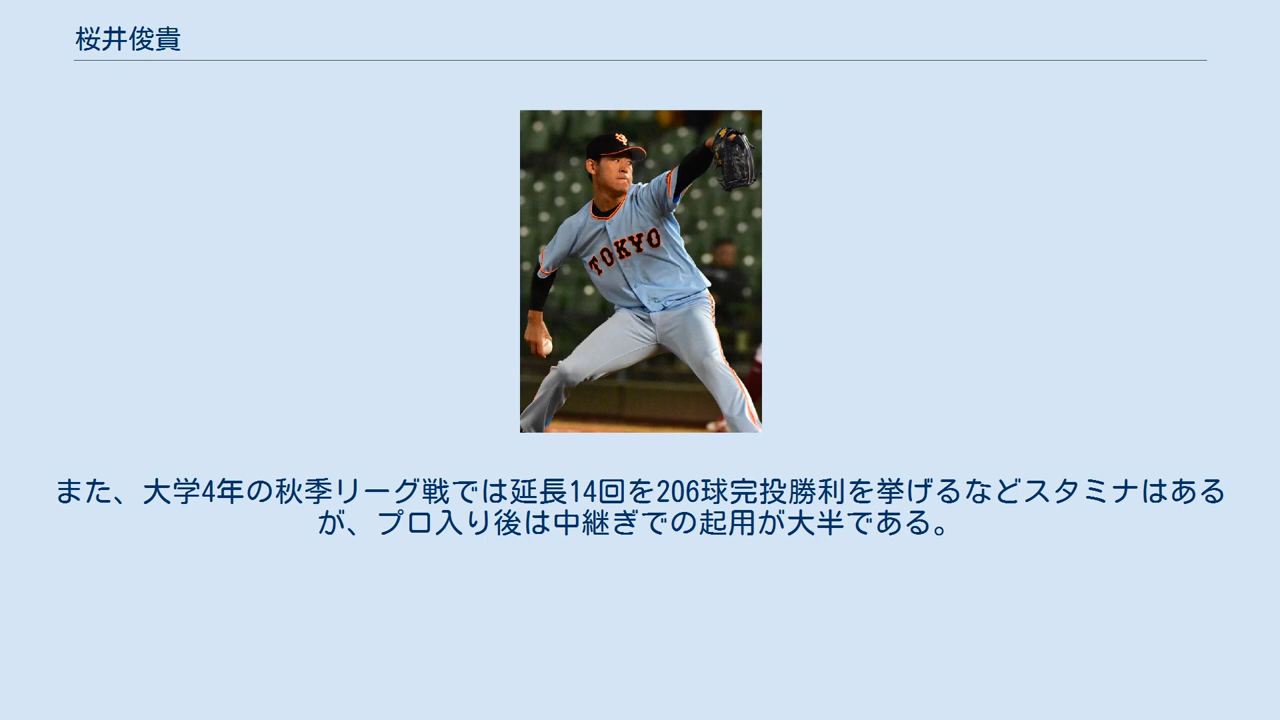 桜井俊貴
TOKYO
また、大学4年の秋季リーグ戦では延長14回を206球完投勝利を挙げるなどスタミナはある
が、プロ入り後は中継ぎでの起用が大半である。